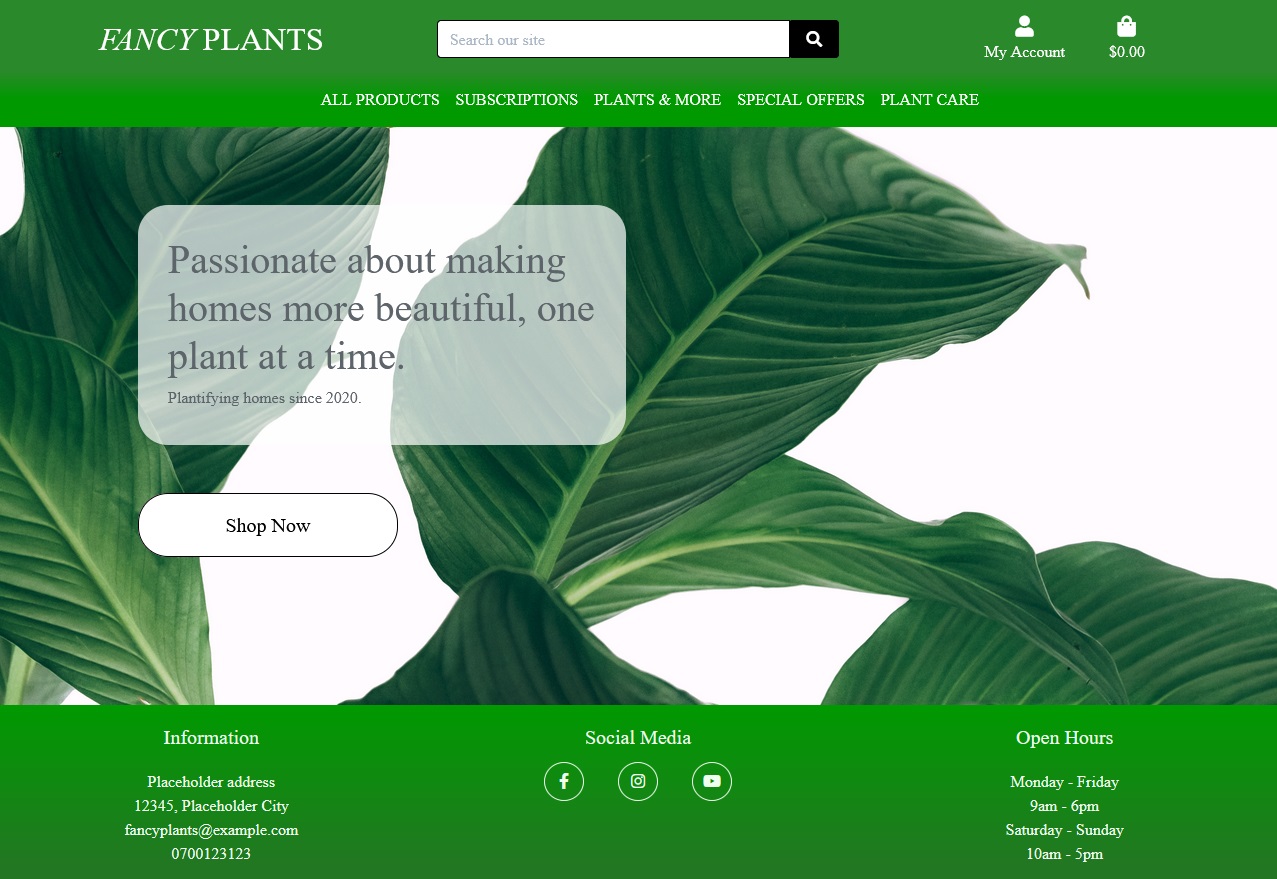 FANCY PLANTS
Search our site
My Account
$0.00
ALL PRODUCTS SUBSCRIPTIONS PLANTS & MORE SPECIAL OFFERS PLANT CARE
Passionate about making
homes more beautiful, one
plant at a time.
Plantifying homes since 2020.
Shop Now
Information
Placeholder address
12345, Placeholder City
fancyplants@example.com
0700123123
Social Media
Open Hours
Monday - Friday
9am - 6pm
Saturday - Sunday
10am - 5pm